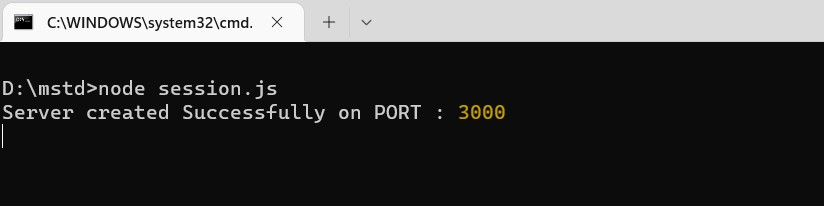 C:\WINDOWS\system32\cmd.
D:\mstd>node session.js
Server created Successfully on PORT : 3000